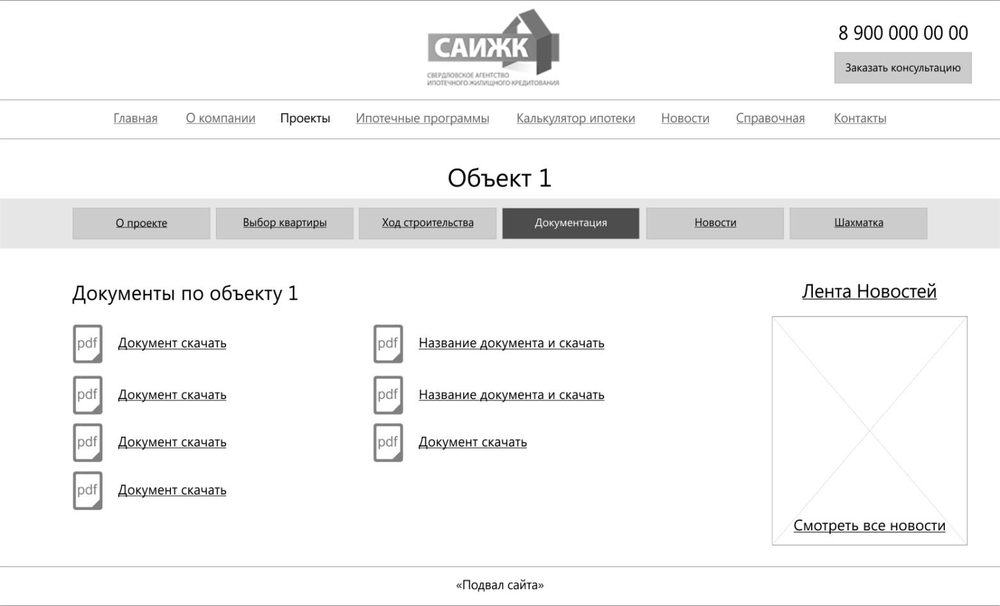 САИЖК
СВЕРДЛОВСКОЕ АГЕНТСТВО
ИПОТЕЧНОГО ЖИЛИЩНОГО КРЕДИТОВАНИЯ
8 900 000 00 00
Заказать консультацию
Главная О компании Проекты Ипотечные программы Калькулятор ипотеки Новости Справочная Контакты
Объект 1
О проекте Выбор квартиры Ход строительства Документация Новости Шахматка
Документы по объекту 1
pdf Документ скачать
pdf Название документа и скачать
pdf Документ скачать
pdf Название документа и скачать
pdf Документ скачать
pdf Документ скачать
pdf Документ скачать
Лента Новостей
Смотреть все новости
«Подвал сайта»